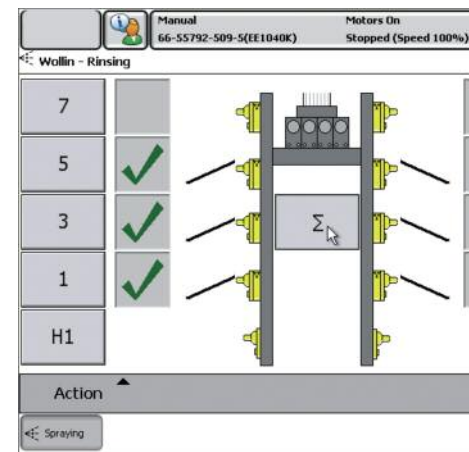 Manual
Motors On
66-55792-509-5(EE1040K)
Stopped (Speed 100%)
Wollin - Rinsing
7
5
3
1
H1
Σ
Action
Spraying